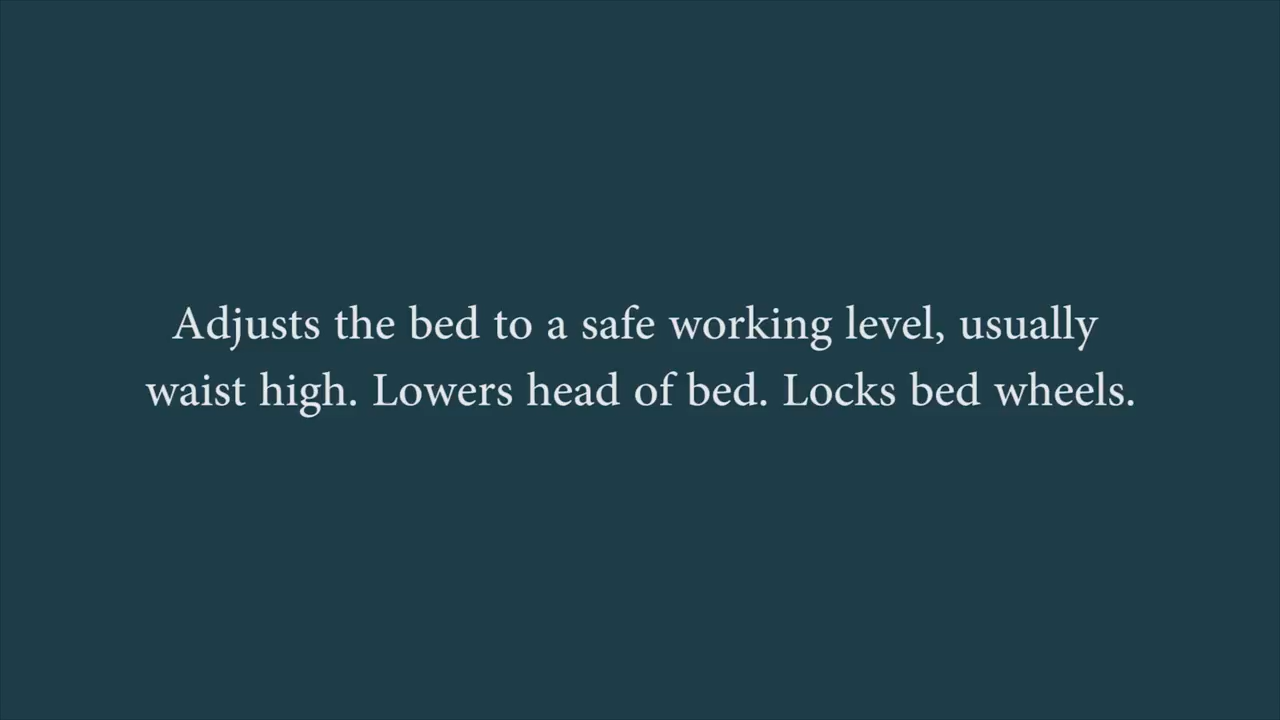 Adjusts the bed to a safe working level, usually
waist high. Lowers head of bed. Locks bed wheels.